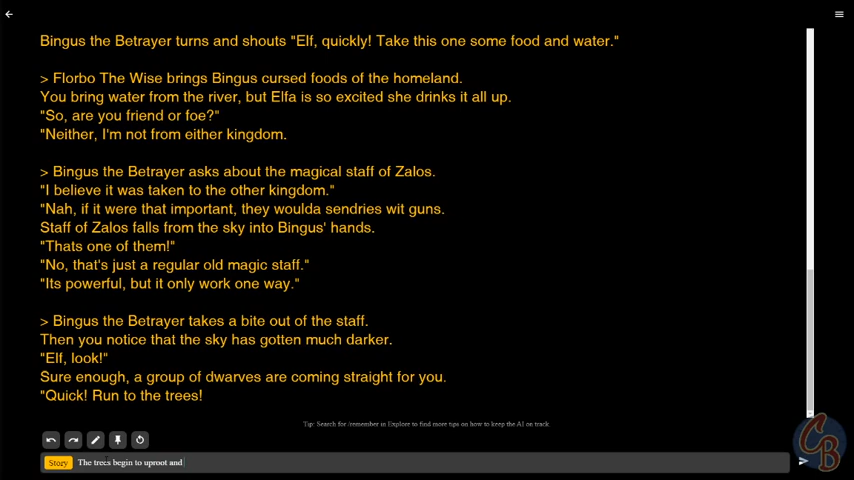 Bingus the Betrayer turns and shouts "Elf, quickly! Take this one some food and water."
> Florbo The Wise brings Bingus cursed foods of the homeland.
You bring water from the river, but Elfa is so excited she drinks it all up.
"So, are you friend or foe?"
"Neither, I'm not from either kingdom.
> Bingus the Betrayer asks about the magical staff of Zalos.
"I believe it was taken to the other kingdom."
"Nah, if it were that important, they woulda sendries wit guns.
Staff of Zalos falls from the sky into Bingus' hands.
"Thats one of them!"
"No, that's just a regular old magic staff."
"Its powerful, but it only work one way."
> Bingus the Betrayer takes a bite out of the staff.
Then you notice that the sky has gotten much darker.
"Elf, look!"
Sure enough, a group of dwarves are coming straight for you.
"Quick! Run to the trees!
Tip: Search for /remember in Explore to find more tips on how to keep the AI on track
Story The trees begin to uproot and
CB